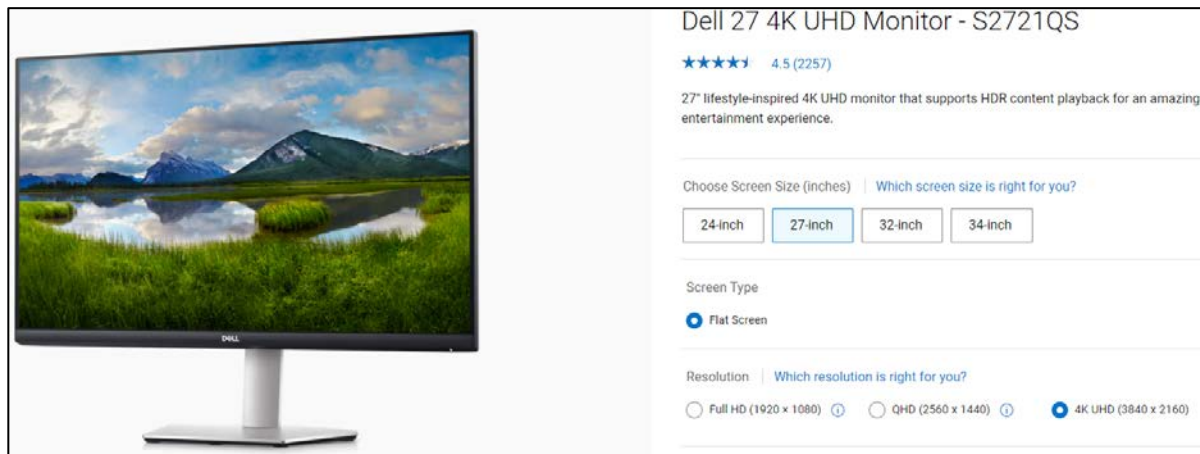 Dell 27 4K UHD Monitor - S2721QS
4.5 (2257)
27" lifestyle-inspired 4K UHD monitor that supports HDR content playback for an amazing
entertainment experience.
Choose Screen Size (inches) Which screen size is right for you?
24-inch 27-inch 32-inch 34-inch
Screen Type
Flat Screen
DELL
Resolution Which resolution is right for you?
Full HD (1920 x 1080) QHD (2560 x 1440) 4K UHD (3840 x 2160)